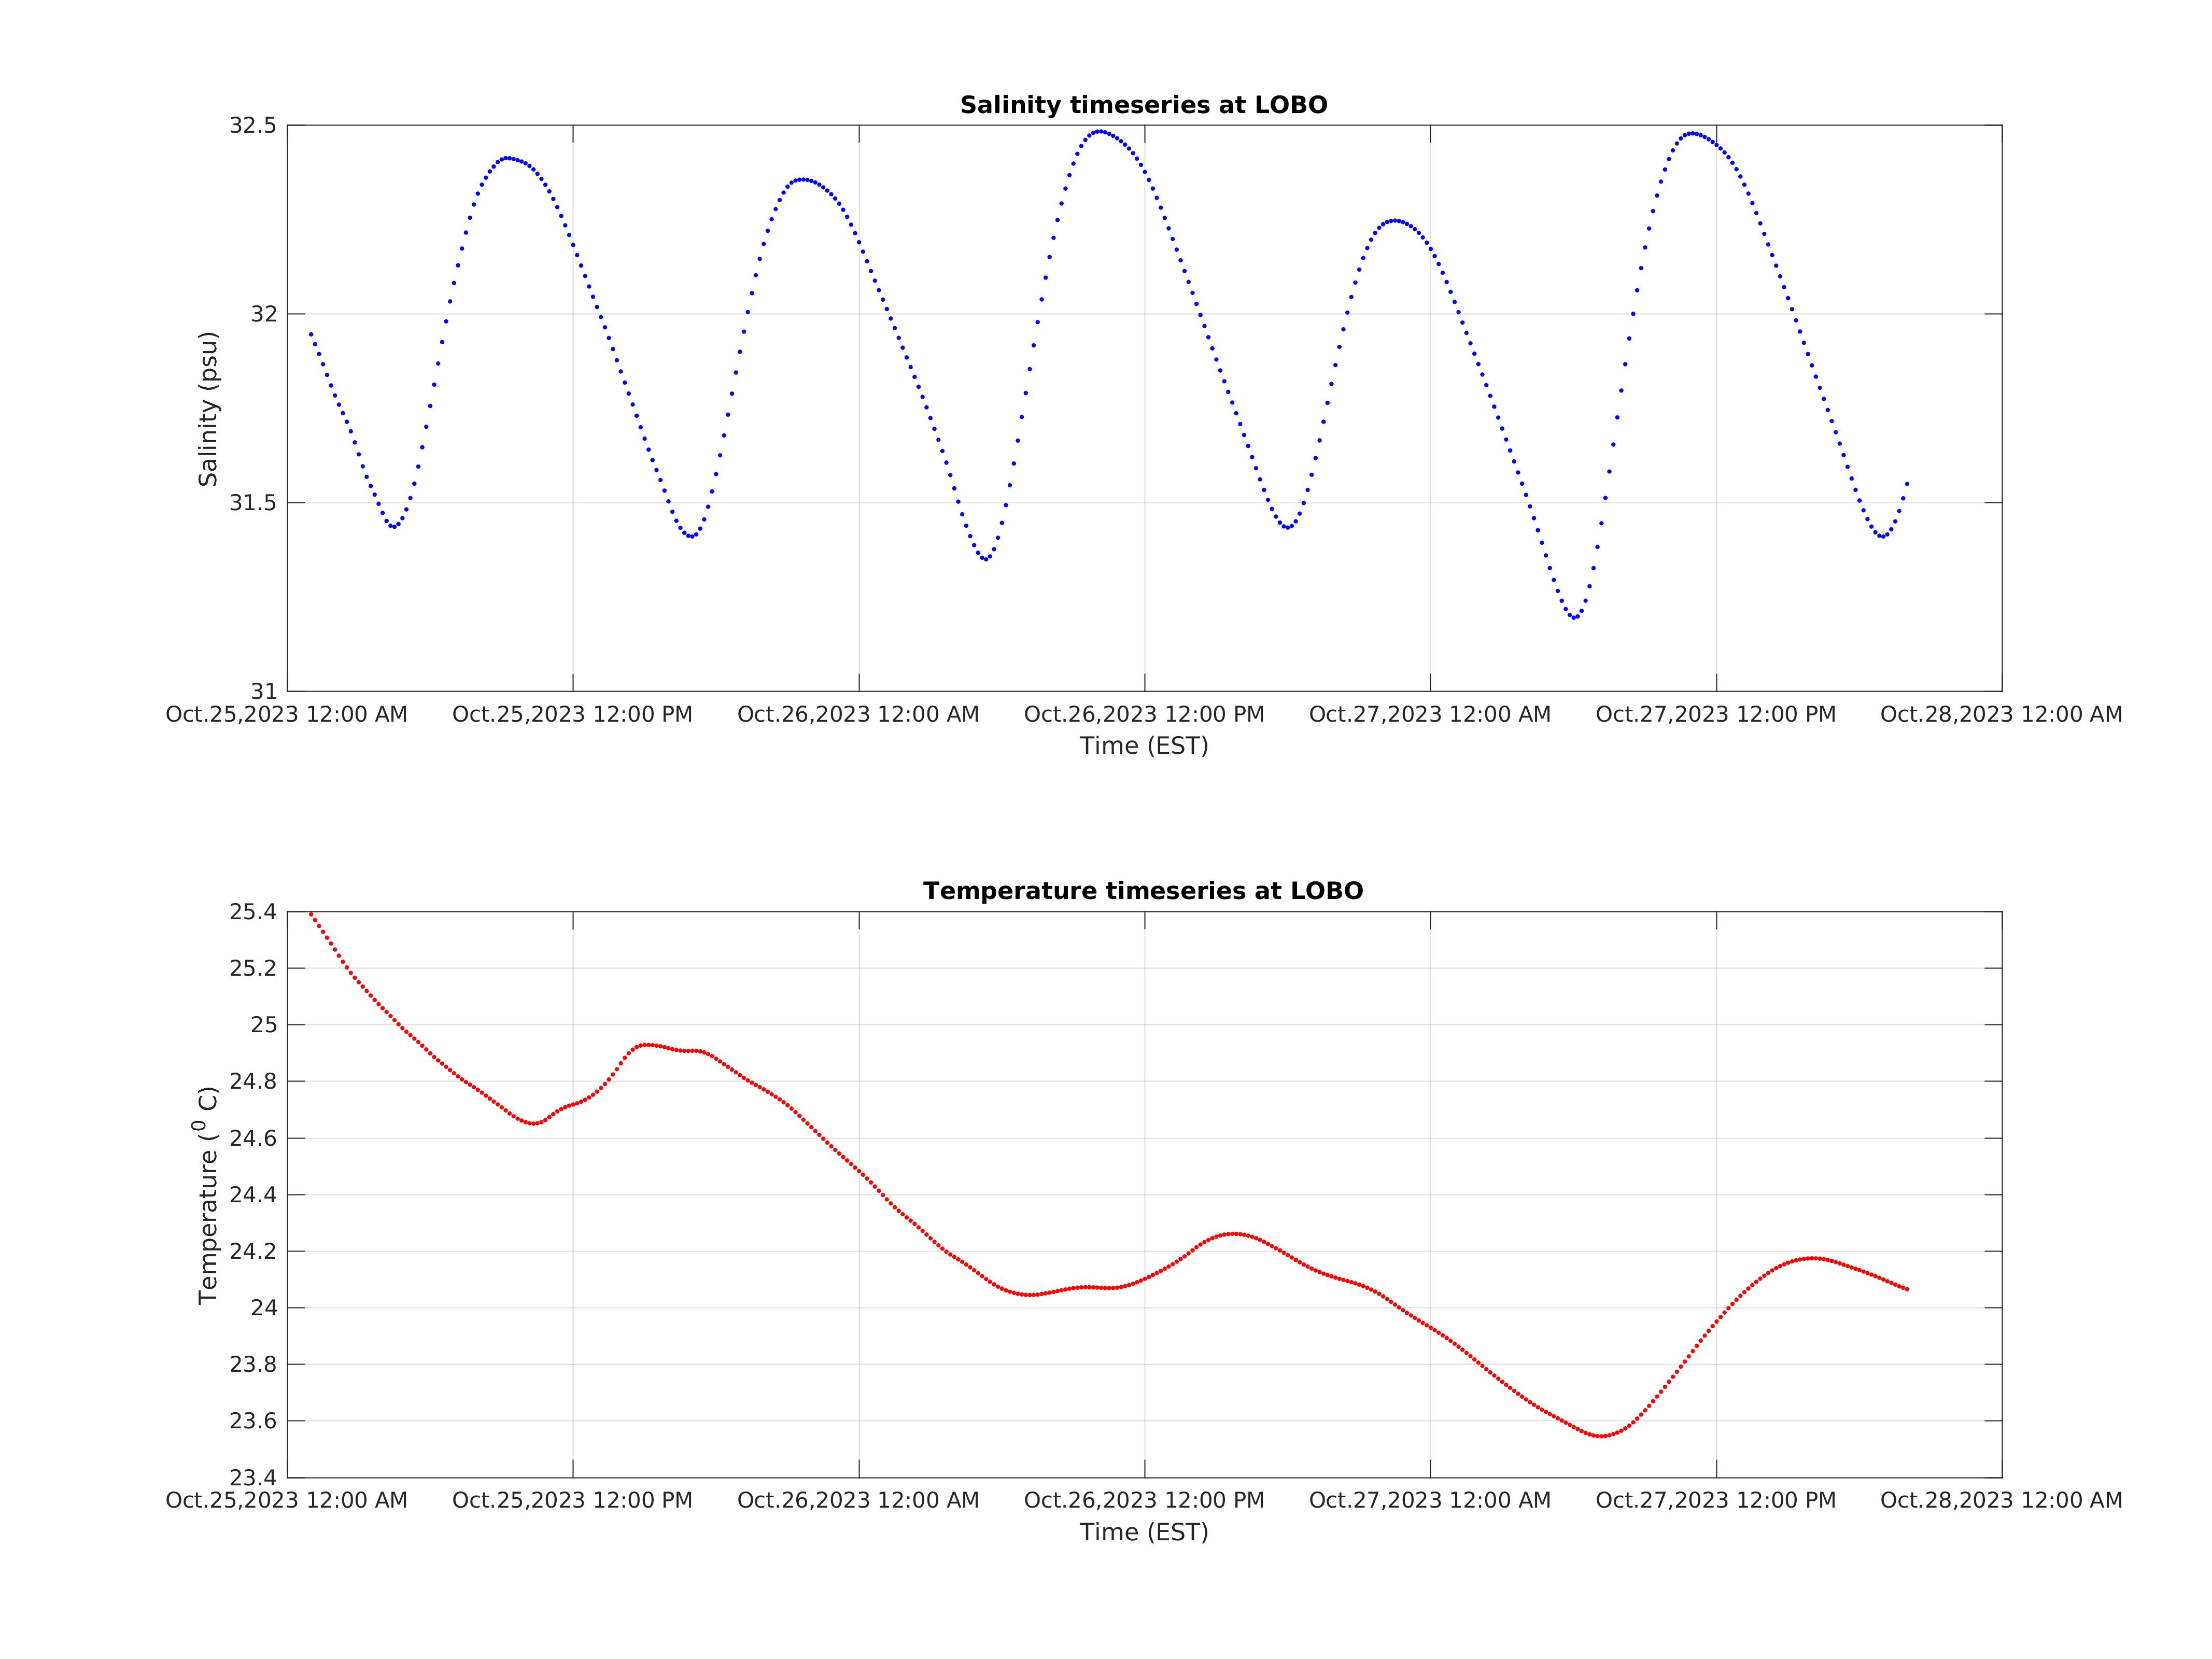 Salinity timeseries at LOBO
32.5
32
31.5
31
Salinity (psu)
Oct.25,2023 12:00 AM Oct.25,2023 12:00 PM Oct.26,2023 12:00 AM Oct.26,2023 12:00 PM Oct.27,2023 12:00 AM Oct.27,2023 12:00 PM Oct.28,2023 12:00 AM
Time (EST)
Temperature timeseries at LOBO
25.4
25.2
25
24.8
24.6
24.4
24.2
24
23.8
23.6
23.4
Temperature (⁰ C)
Oct.25,2023 12:00 AM Oct.25,2023 12:00 PM Oct.26,2023 12:00 AM Oct.26,2023 12:00 PM Oct.27,2023 12:00 AM Oct.27,2023 12:00 PM Oct.28,2023 12:00 AM
Time (EST)